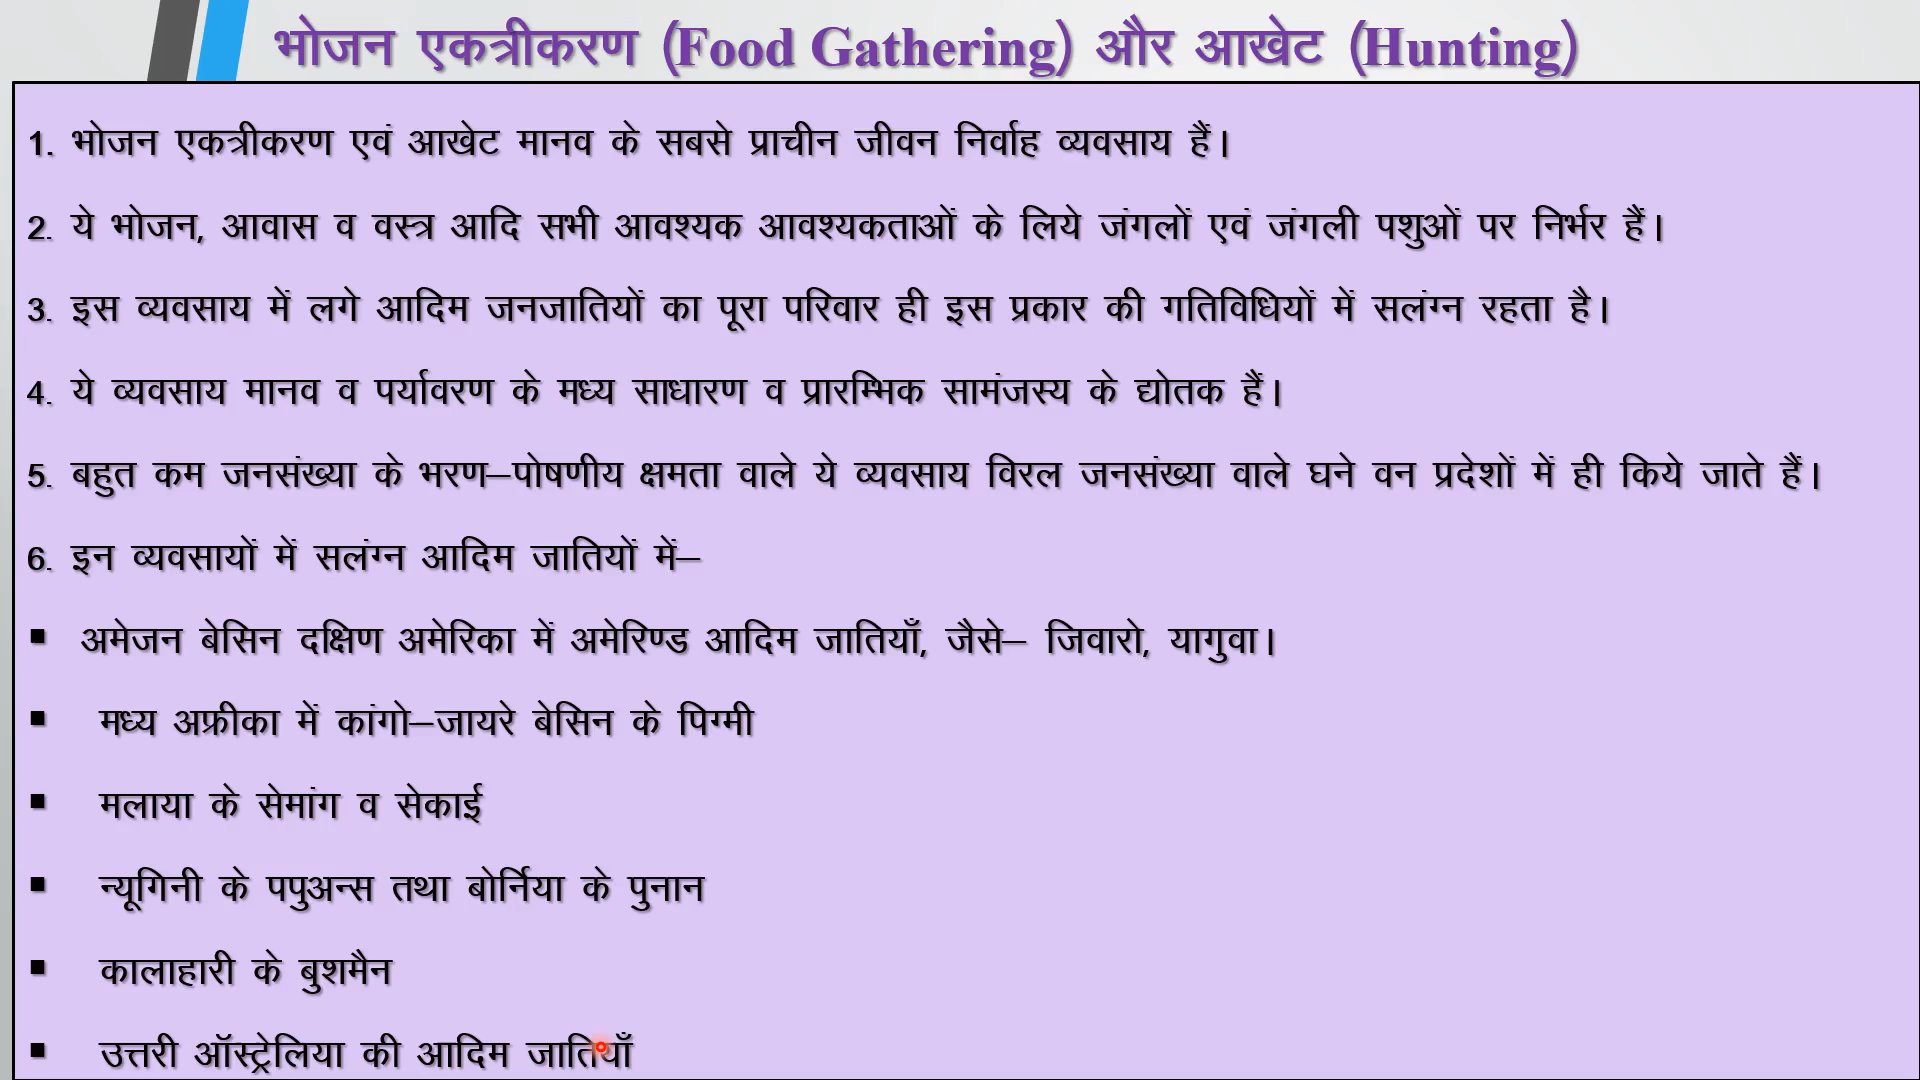 भोजन एकत्रीकरण (Food Gathering) और आखेट (Hunting)
1. भोजन एकत्रीकरण एवं आखेट मानव के सबसे प्राचीन जीवन निर्वाह व्यवसाय हैं।
2. ये भोजन, आवास व वस्त्र आदि सभी आवश्यक आवश्यकताओं के लिये जंगलों एवं जंगली पशुओं पर निर्भर हैं।
3. इस व्यवसाय में लगे आदिम जनजातियों का पूरा परिवार ही इस प्रकार की गतिविधियों में सलंग्न रहता है।
4. ये व्यवसाय मानव व पर्यावरण के मध्य साधारण व प्रारम्भिक सामंजस्य के द्योतक हैं।
5. बहुत कम जनसंख्या के भरण–पोषणीय क्षमता वाले ये व्यवसाय विरल जनसंख्या वाले घने वन प्रदेशों में ही किये जाते हैं।
6. इन व्यवसायों में सलंग्न आदिम जातियों में–
▪ अमेजन बेसिन दक्षिण अमेरिका में अमेरिण्ड आदिम जातियाँ, जैसे– जिवारो, यागुवा।
▪ मध्य अफ्रीका में कांगो–जायरे बेसिन के पिग्मी
▪ मलाया के सेमांग व सेकाई
▪ न्यूगिनी के पपुअन्स तथा बोर्निया के पुनान
▪ कालाहारी के बुशमैन
▪ उत्तरी ऑस्ट्रेलिया की आदिम जातियाँ